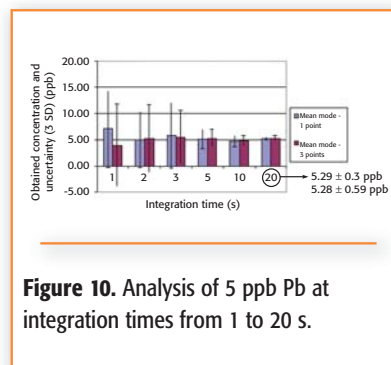 Obtained concentration and
uncertainty (3 SD) (ppb)
20.00
15.00
10.00
5.00
0.00
-5.00
1 2 3 5 10 20
Integration time (s)
Mean mode -
1 point
Mean mode -
3 points
5.29 ± 0.3 ppb
5.28 ± 0.59 ppb
Figure 10. Analysis of 5 ppb Pb at
integration times from 1 to 20 s.